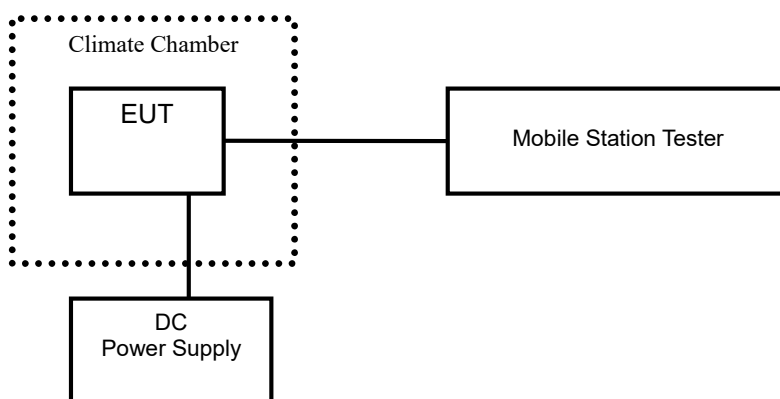 Climate Chamber
EUT
Mobile Station Tester
DC
Power Supply